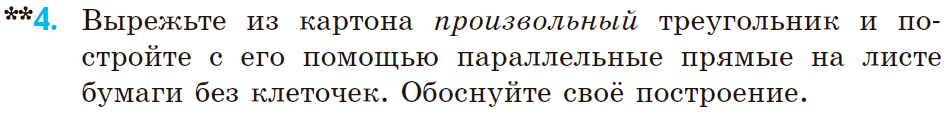 **4. Вырежьте из картона произвольный треугольник и по-
стройте с его помощью параллельные прямые на листе
бумаги без клеточек. Обоснуйте своё построение.